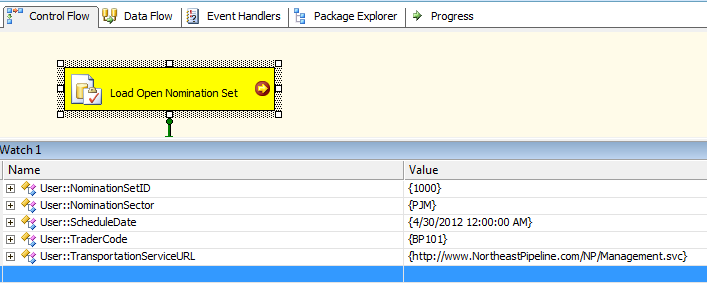 Control Flow Data Flow Event Handlers Package Explorer Progress
Load Open Nomination Set
Watch 1
Name Value
User::NominationSetID {1000}
User::NominationSector {PJM}
User::ScheduleDate {4/30/2012 12:00:00 AM}
User::TraderCode {BP101}
User::TransportationServiceURL {http://www.NortheastPipeline.com/NP/Management.svc}